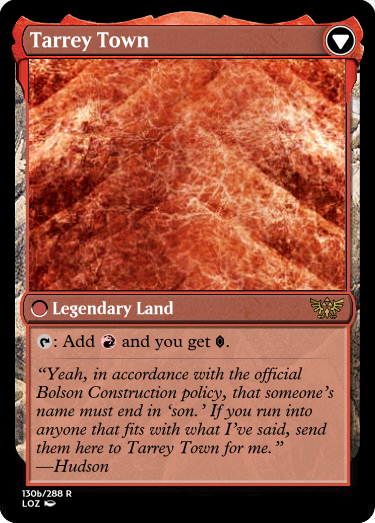 Tarrey Town
Legendary Land
: Add and you get .
“Yeah, in accordance with the official
Bolson Construction policy, that someone's
name must end in ‘son.’ If you run into
anyone that fits with what I've said, send
them here to Tarrey Town for me.”
—Hudson
130b/288 R
LOZ